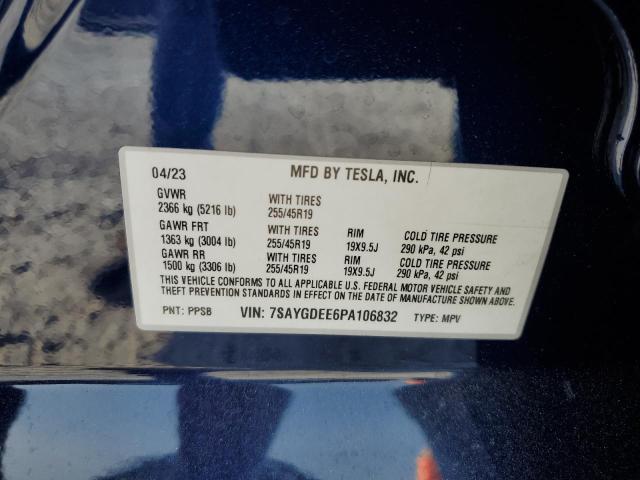 04/23 MFD BY TESLA, INC.
GVWR WITH TIRES
2366 kg (5216 lb) 255/45R19
GAWR FRT WITH TIRES RIM COLD TIRE PRESSURE
1363 kg (3004 lb) 255/45R19 19X9.5J 290 kPa, 42 psi
GAWR RR WITH TIRES RIM COLD TIRE PRESSURE
1500 kg (3306 lb) 255/45R19 19X9.5J 290 kPa, 42 psi
THIS VEHICLE CONFORMS TO ALL APPLICABLE U.S. FEDERAL MOTOR VEHICLE SAFETY AND
THEFT PREVENTION STANDARDS IN EFFECT ON THE DATE OF MANUFACTURE SHOWN ABOVE.
PNT: PPSB VIN: 7SAYGDEE6PA106832 TYPE: MPV